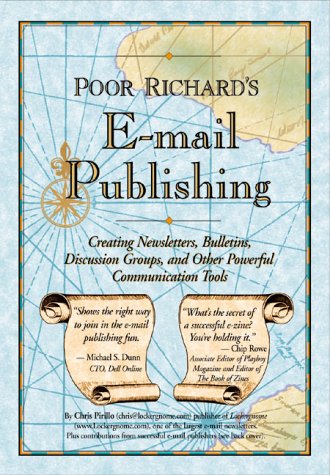 POOR RICHARD'S
E-mail
Publishing
Creating Newsletters, Bulletins,
Discussion Groups, and Other Powerful
Communication Tools
"Shows the right way
to join in the e-mail
publishing fun.
— Michael S. Dunn
CTO, Dell Online
"What's the secret of
a successful e-zine?
You're holding it."
— Chip Rowe
Associate Editor of Playboy
Magazine and Editor of
The Book of Zines
By Chris Pirillo (chris@lockergnome.com) publisher of Lockergnome
(www.Lockergnome.com), one of the largest e-mail newsletters.
Plus contributions from successful e-mail publishers (see back cover).